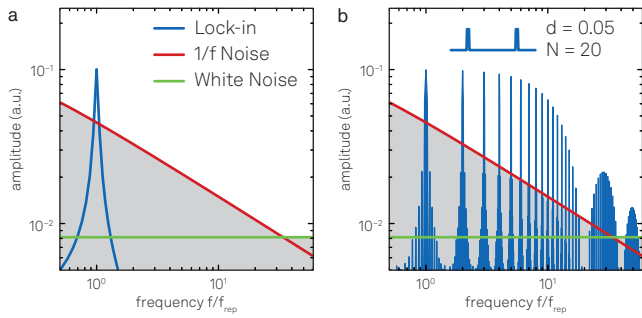 a
Lock-in
1/f Noise
White Noise
10⁻¹
10⁻²
amplitude (a.u.)
10⁰
10¹
frequency f/f_rep
b
d = 0.05
N = 20
10⁻¹
10⁻²
amplitude (a.u.)
10⁰
10¹
frequency f/f_rep